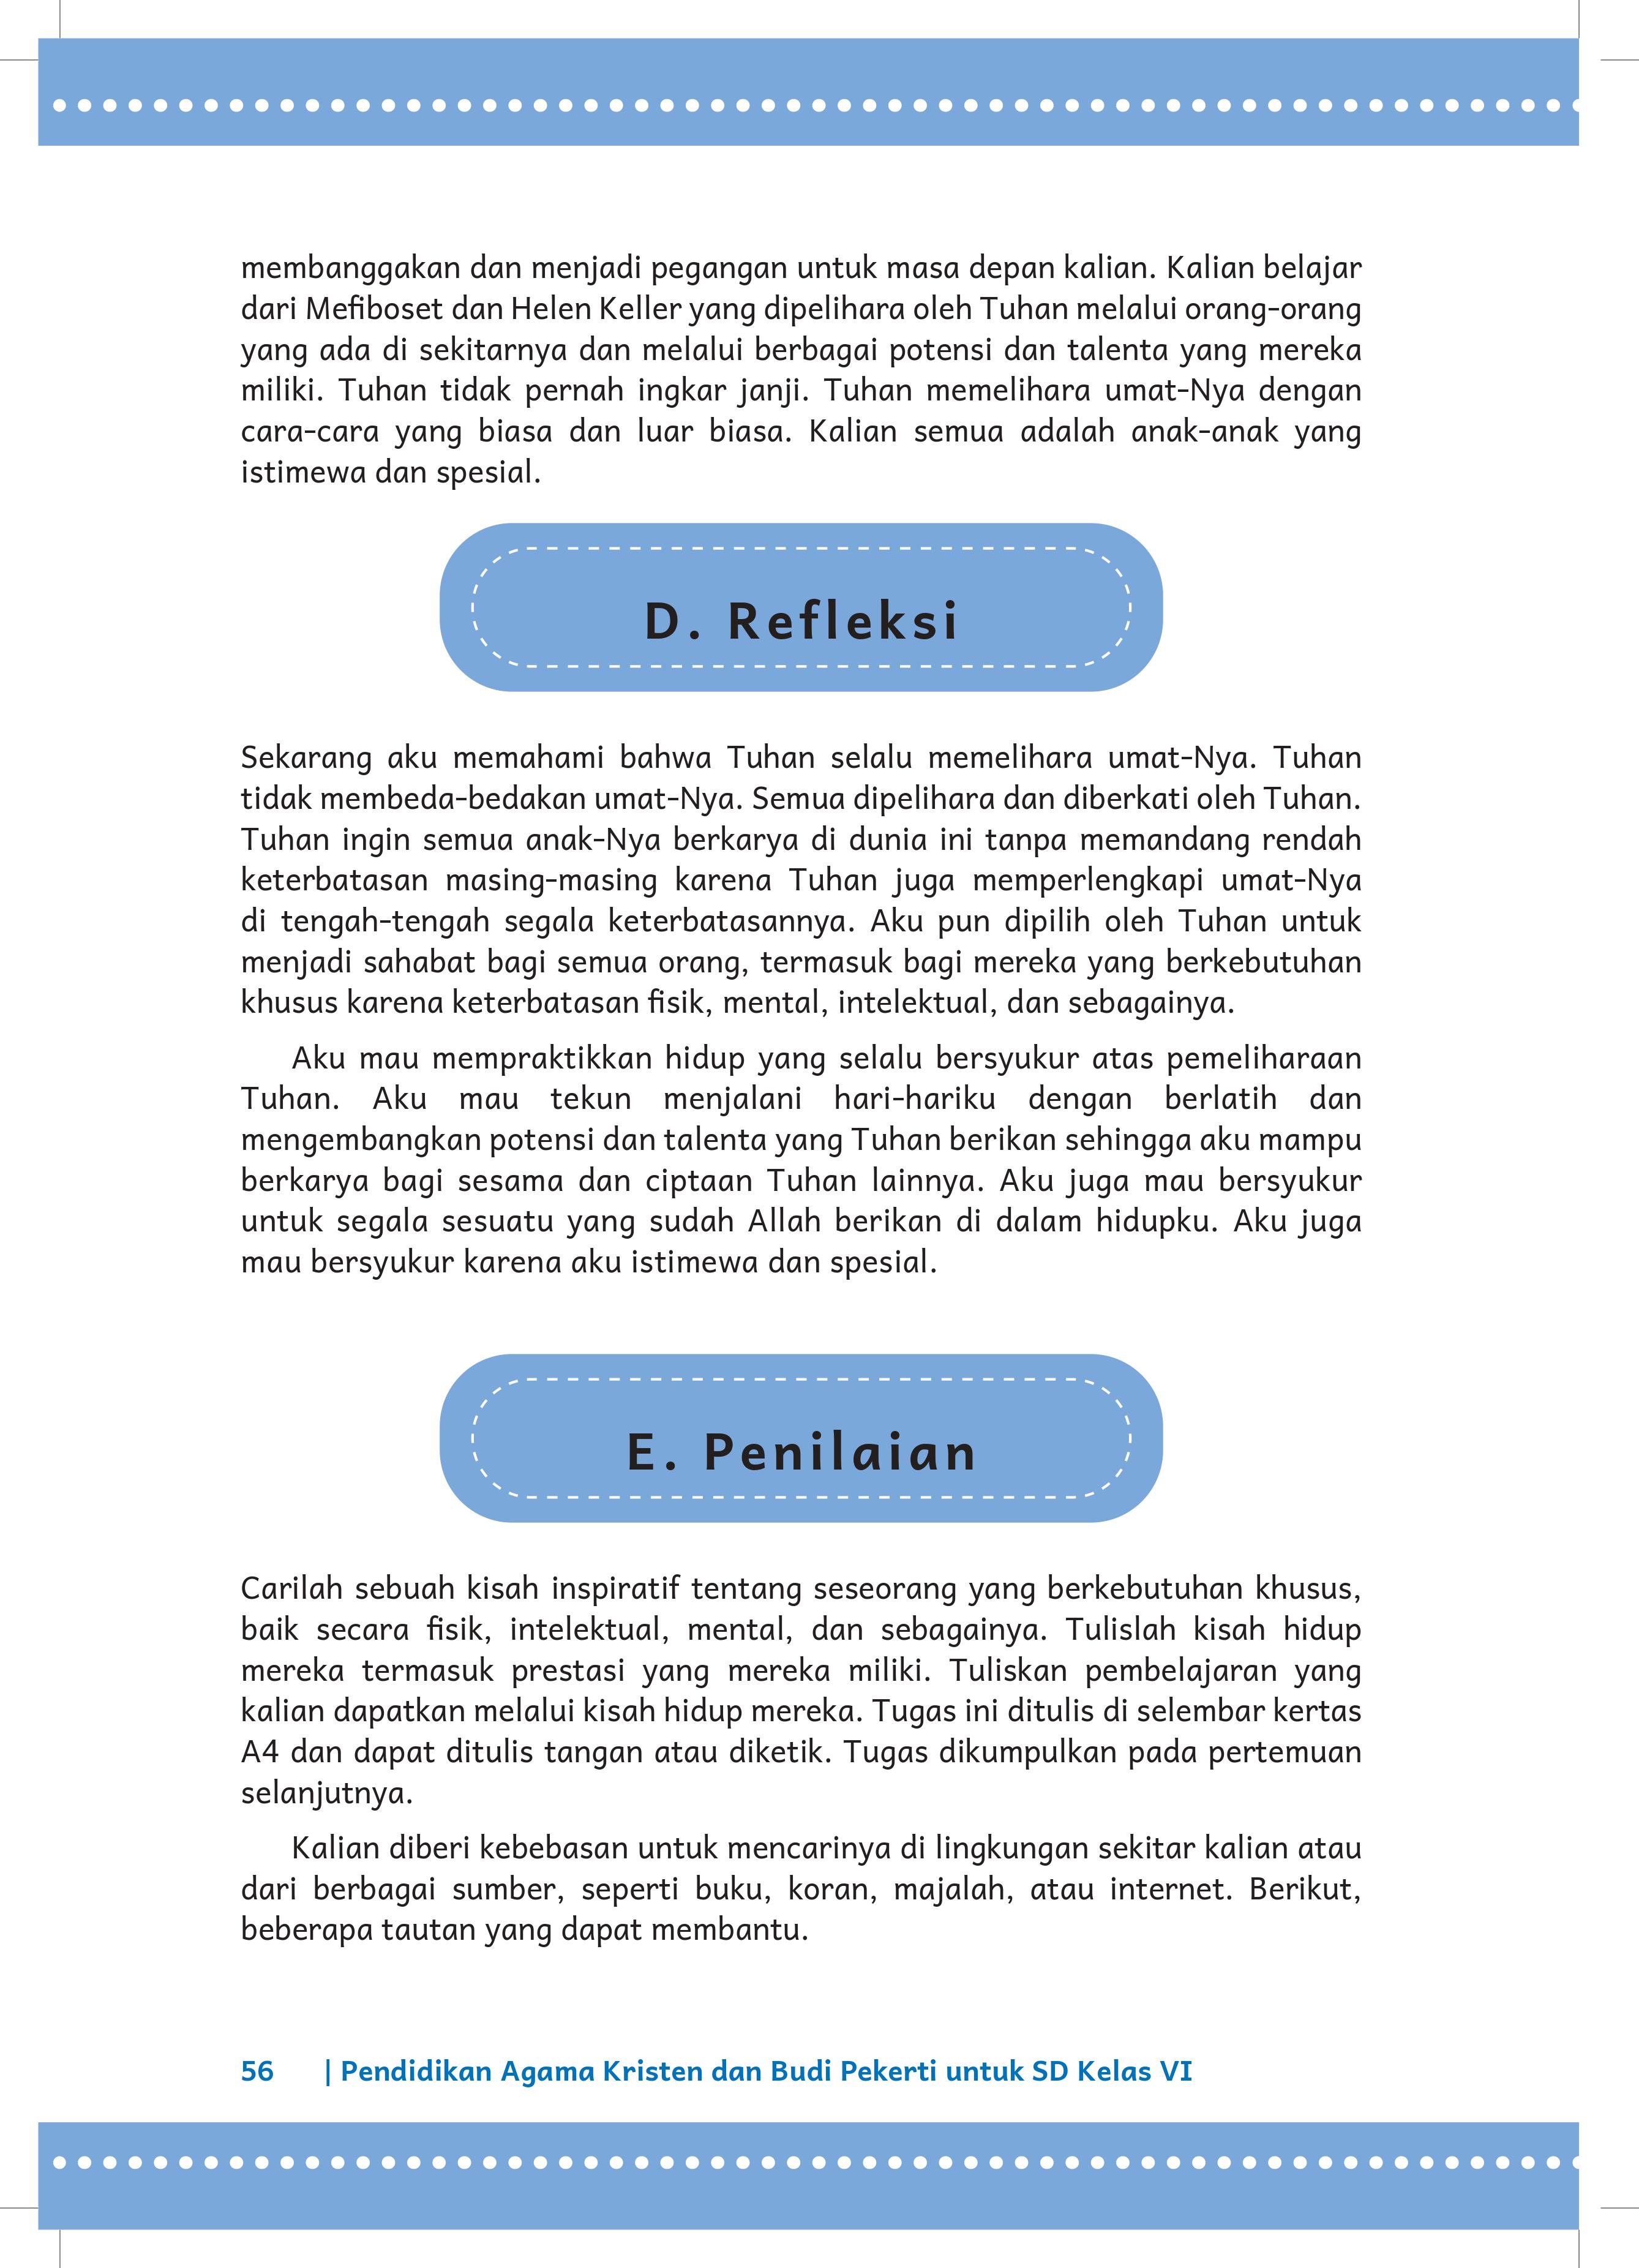 membanggakan dan menjadi pegangan untuk masa depan kalian. Kalian belajar
dari Mefiboset dan Helen Keller yang dipelihara oleh Tuhan melalui orang-orang
yang ada di sekitarnya dan melalui berbagai potensi dan talenta yang mereka
miliki. Tuhan tidak pernah ingkar janji. Tuhan memelihara umat-Nya dengan
cara-cara yang biasa dan luar biasa. Kalian semua adalah anak-anak yang
istimewa dan spesial.
D. Refleksi
Sekarang aku memahami bahwa Tuhan selalu memelihara umat-Nya. Tuhan
tidak membeda-bedakan umat-Nya. Semua dipelihara dan diberkati oleh Tuhan.
Tuhan ingin semua anak-Nya berkarya di dunia ini tanpa memandang rendah
keterbatasan masing-masing karena Tuhan juga memperlengkapi umat-Nya
di tengah-tengah segala keterbatasannya. Aku pun dipilih oleh Tuhan untuk
menjadi sahabat bagi semua orang, termasuk bagi mereka yang berkebutuhan
khusus karena keterbatasan fisik, mental, intelektual, dan sebagainya.
Aku mau mempraktikkan hidup yang selalu bersyukur atas pemeliharaan
Tuhan. Aku mau tekun menjalani hari-hariku dengan berlatih dan
mengembangkan potensi dan talenta yang Tuhan berikan sehingga aku mampu
berkarya bagi sesama dan ciptaan Tuhan lainnya. Aku juga mau bersyukur
untuk segala sesuatu yang sudah Allah berikan di dalam hidupku. Aku juga
mau bersyukur karena aku istimewa dan spesial.
E. Penilaian
Carilah sebuah kisah inspiratif tentang seseorang yang berkebutuhan khusus,
baik secara fisik, intelektual, mental, dan sebagainya. Tulislah kisah hidup
mereka termasuk prestasi yang mereka miliki. Tuliskan pembelajaran yang
kalian dapatkan melalui kisah hidup mereka. Tugas ini ditulis di selembar kertas
A4 dan dapat ditulis tangan atau diketik. Tugas dikumpulkan pada pertemuan
selanjutnya.
Kalian diberi kebebasan untuk mencarinya di lingkungan sekitar kalian atau
dari berbagai sumber, seperti buku, koran, majalah, atau internet. Berikut,
beberapa tautan yang dapat membantu.
56 | Pendidikan Agama Kristen dan Budi Pekerti untuk SD Kelas VI